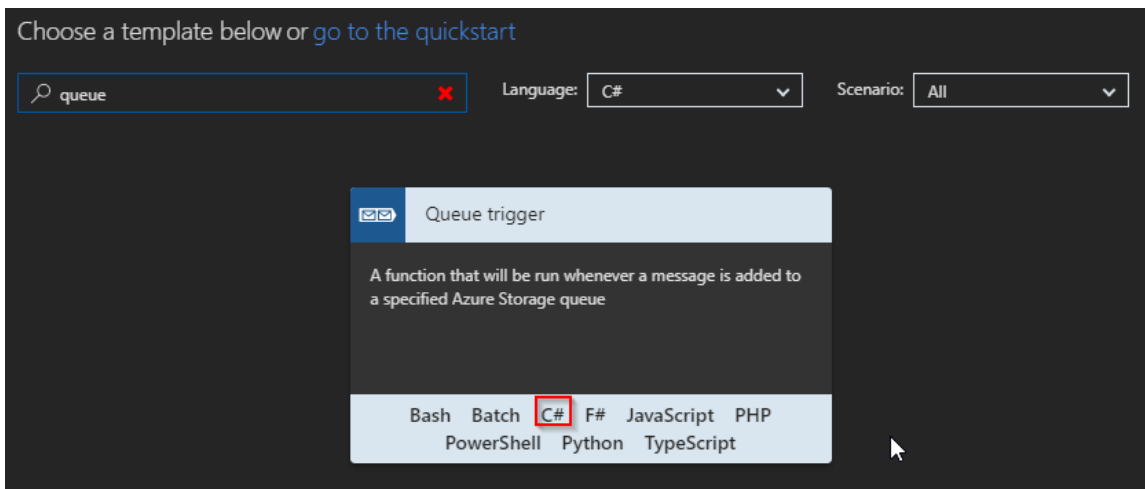 Choose a template below or go to the quickstart
queue Language: C# Scenario: All
Queue trigger
A function that will be run whenever a message is added to
a specified Azure Storage queue
Bash Batch C# F# JavaScript PHP
PowerShell Python TypeScript